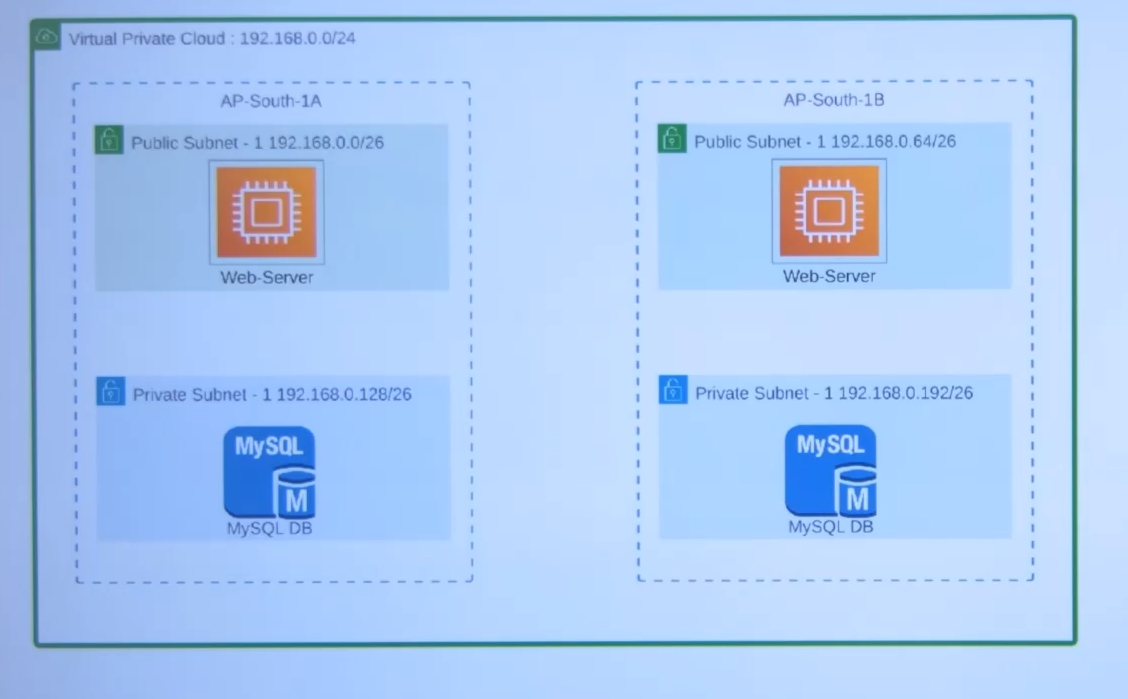 Virtual Private Cloud : 192.168.0.0/24
AP-South-1A
Public Subnet - 1 192.168.0.0/26
Web-Server
Private Subnet - 1 192.168.0.128/26
MySQL
M
MySQL DB
AP-South-1B
Public Subnet - 1 192.168.0.64/26
Web-Server
Private Subnet - 1 192.168.0.192/26
MySQL
M
MySQL DB